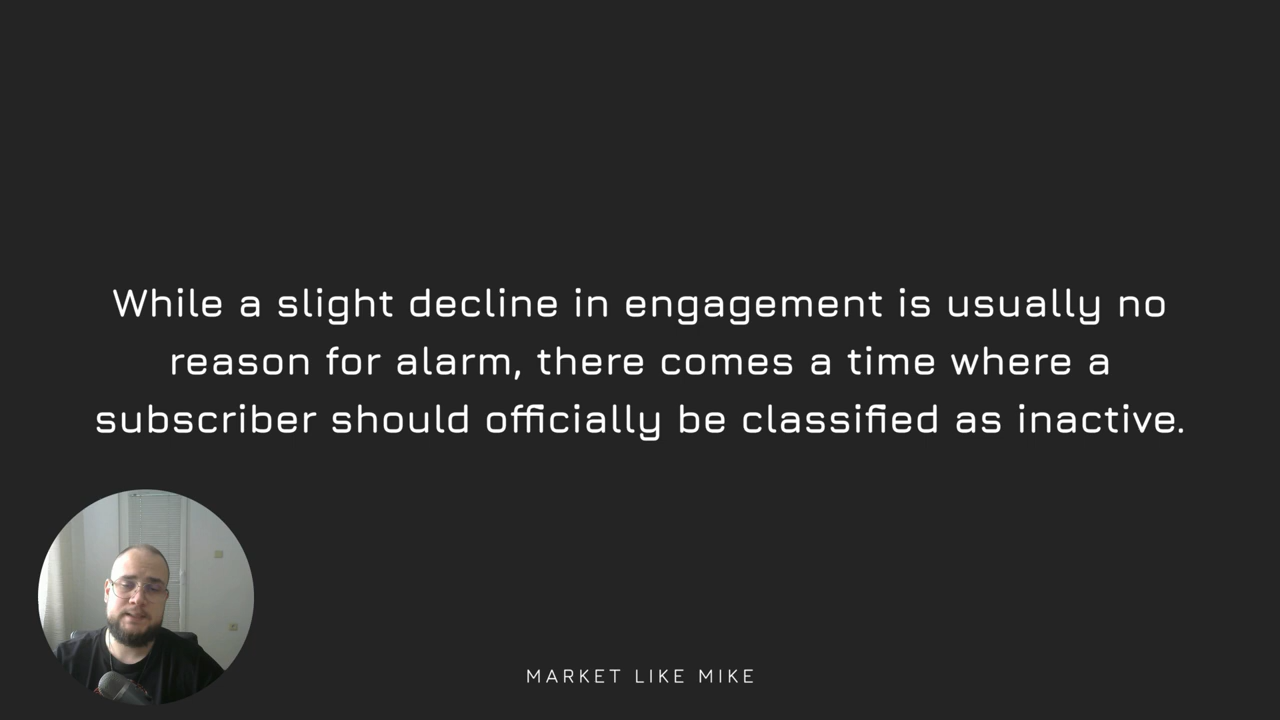 While a slight decline in engagement is usually no
reason for alarm, there comes a time where a
subscriber should officially be classified as inactive.
MARKET LIKE MIKE